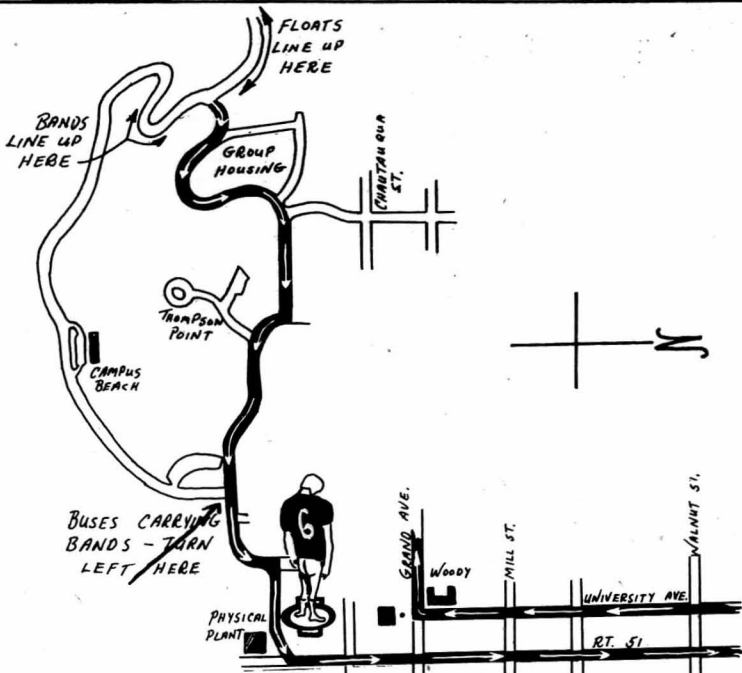 FLOATS
LINE UP
HERE
BANDS
LINE UP
HERE
GROUP
HOUSING
CHAUTAUQUA
ST.
THOMPSON
POINT
N
CAMPUS
BEACH
BUSES CARRYING
BANDS - TURN
LEFT HERE
6
GRAND AVE.
WOODY
MILL ST.
WALNUT ST.
UNIVERSITY AVE.
PHYSICAL
PLANT
RT. 51